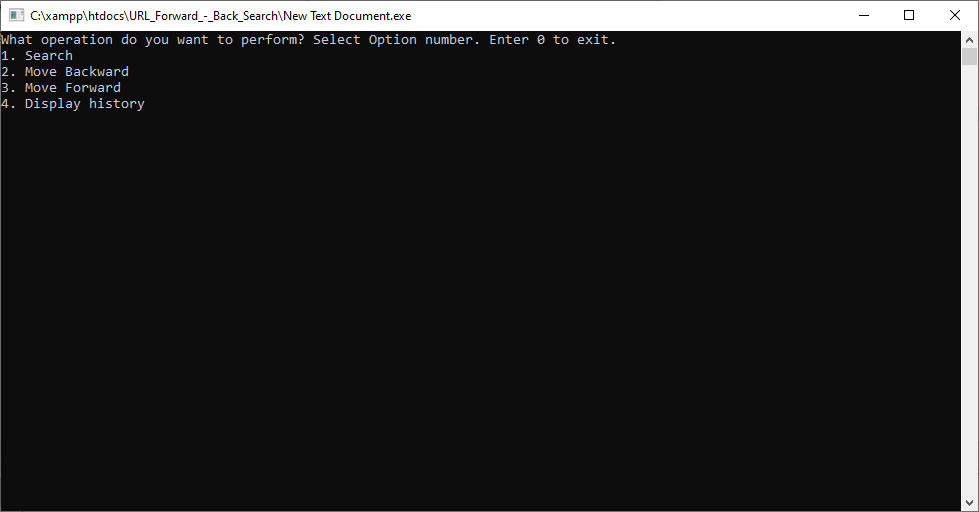 C:\xampp\htdocs\URL_Forward_-_Back_Search\New Text Document.exe
What operation do you want to perform? Select Option number. Enter 0 to exit.
1. Search
2. Move Backward
3. Move Forward
4. Display history